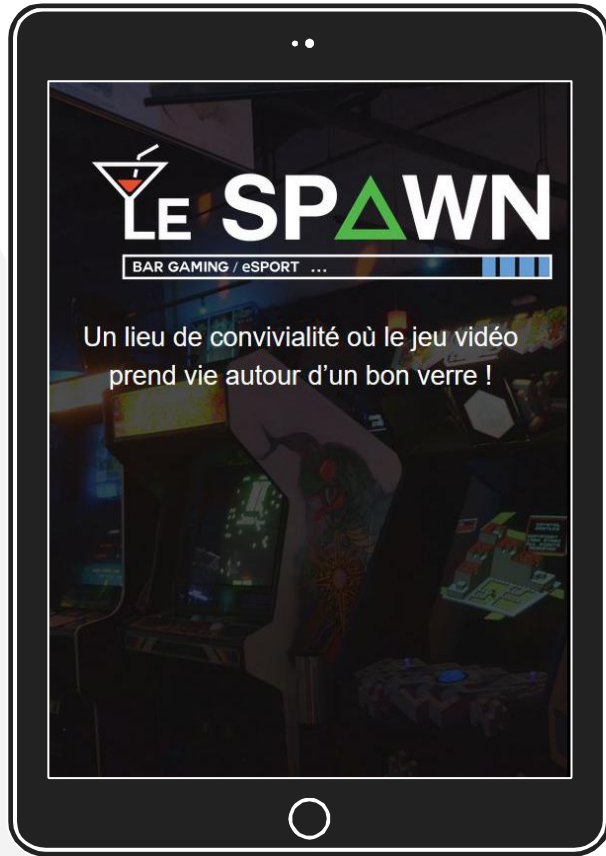 LE SPAWN
BAR GAMING / eSPORT ...
Un lieu de convivialité où le jeu vidéo
prend vie autour d’un bon verre !